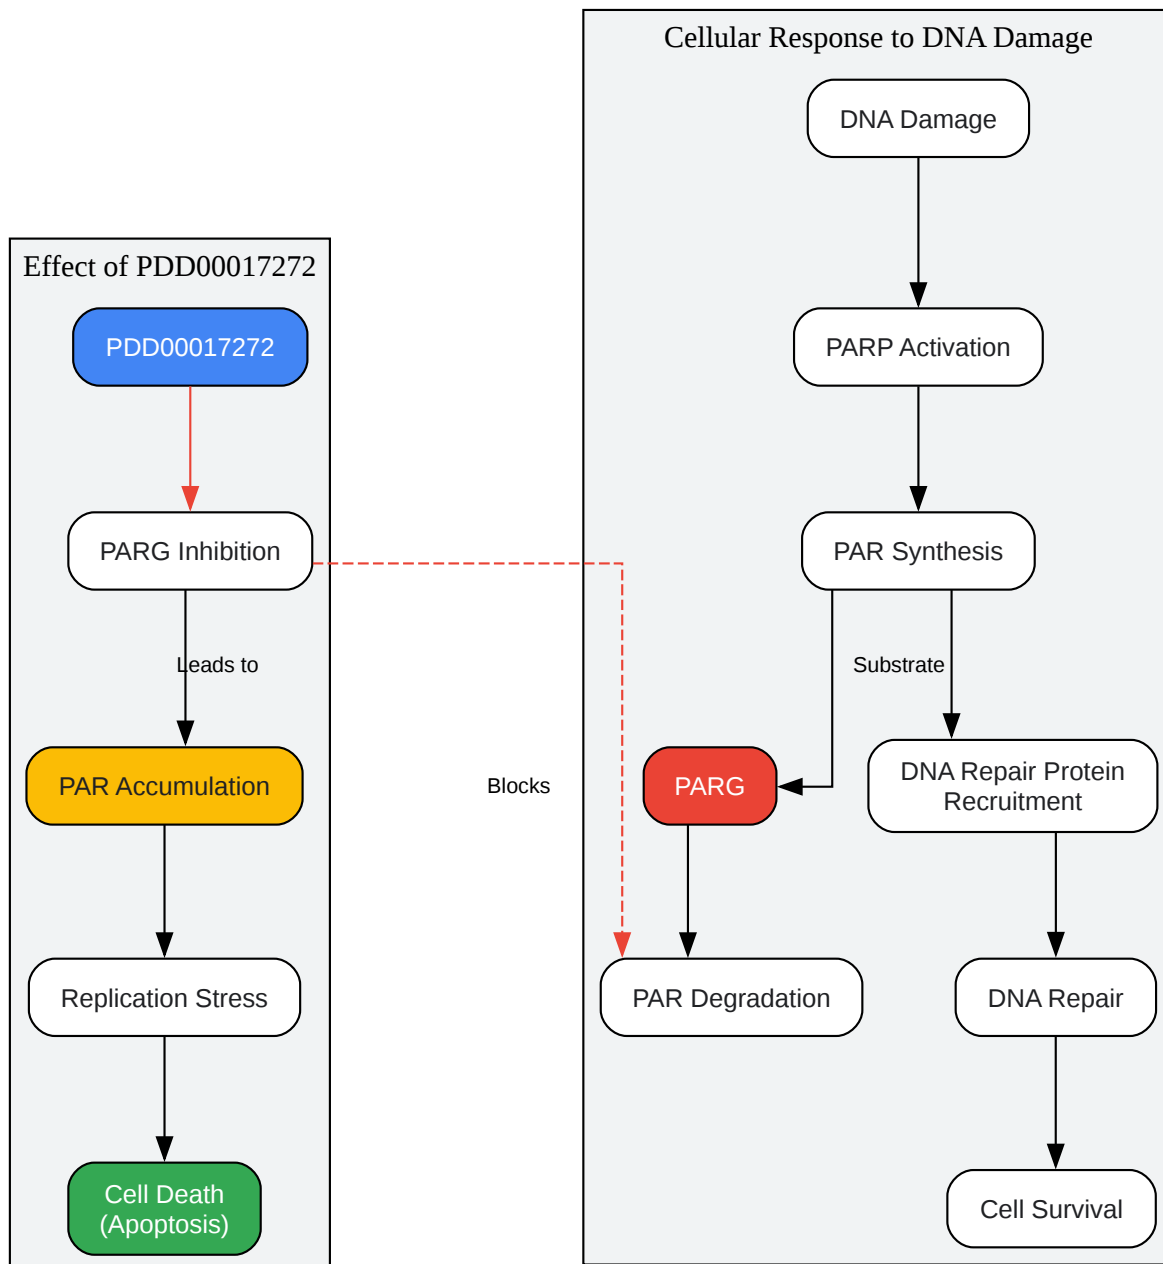 Cellular Response to DNA Damage
DNA Damage
Effect of PDD00017272
PDD00017272
PARP Activation
PARG Inhibition
PAR Synthesis
Leads to
Substrate
PAR Accumulation
Blocks
PARG
DNA Repair Protein
Recruitment
Replication Stress
PAR Degradation
DNA Repair
Cell Death
(Apoptosis)
Cell Survival